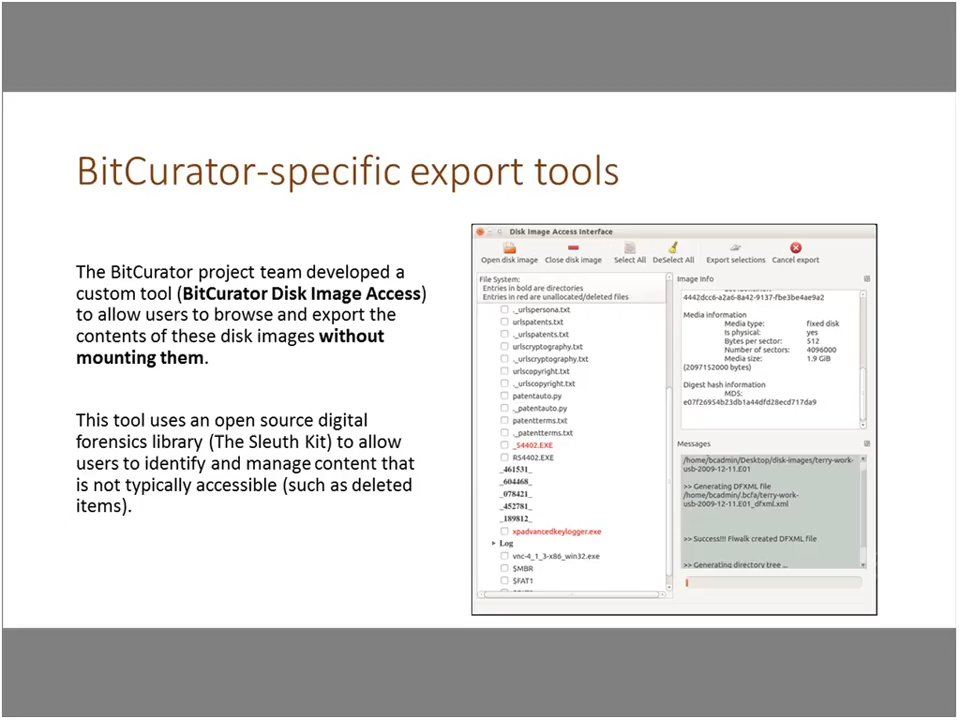 BitCurator-specific export tools
The BitCurator project team developed a
custom tool (BitCurator Disk Image Access)
to allow users to browse and export the
contents of these disk images without
mounting them.
This tool uses an open source digital
forensics library (The Sleuth Kit) to allow
users to identify and manage content that
is not typically accessible (such as deleted
items).
Disk Image Access Interface
Open disk image Close disk image Select All DeSelect All Export selections Cancel export
File System:
Entries in bold are directories
Entries in red are unallocated/deleted files
._urlspersona.txt
urlspatents.txt
._urlspatents.txt
urlscryptography.txt
._urlscryptography.txt
urlscopyright.txt
._urlscopyright.txt
patentauto.py
._patentauto.py
patentterms.txt
._patentterms.txt
_S4402.EXE
RS4402.EXE
_461531_
_604468_
_078421_
_452781_
_189812_
xpadvancedkeylogger.exe
Log
vnc-4_1_3-x86_win32.exe
$MBR
$FAT1
Image Info
4442dcc6-a2a6-8a42-9137-fbe3be4ae9a2
Media information
Media type: fixed disk
Is physical: yes
Bytes per sector: 512
Number of sectors: 4096000
Media size: 1.9 GiB
(2097152000 bytes)
Digest hash information
MD5:
e07f26954b23db1a44dfd28ecd717da9
Messages
/home/bcadmin/Desktop/disk-images/terry-work-
usb-2009-12-11.E01
>> Generating DFXML file
/home/bcadmin/.bcfa/terry-work-
usb-2009-12-11.E01_dfxml.xml
>> Success!!! Fiwalk created DFXML file
>> Generating directory tree ...